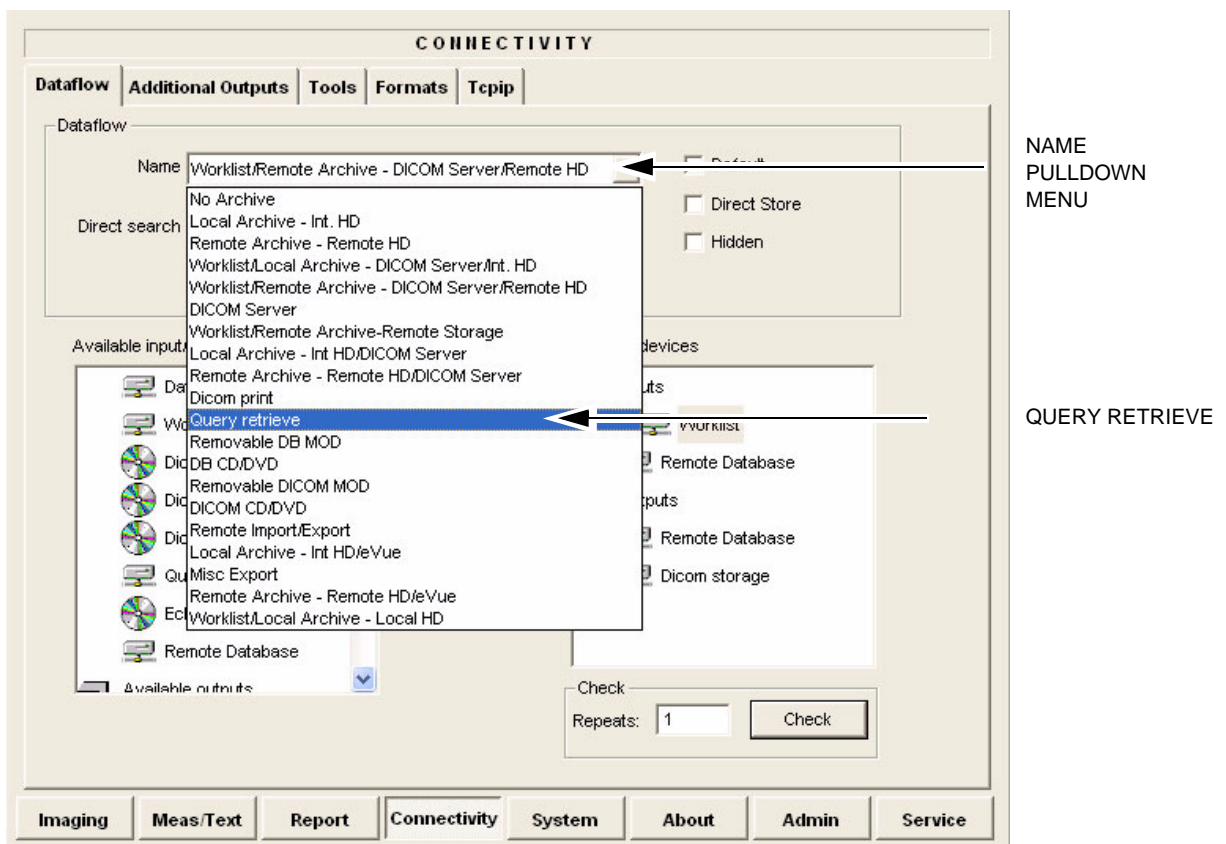 CONNECTIVITY
Dataflow Additional Outputs Tools Formats Tcpip
Dataflow
Name Worklist/Remote Archive - DICOM Server/Remote HD
Default
NAME
PULLDOWN
MENU
Direct search
Direct Store
Hidden
No Archive
Local Archive - Int. HD
Remote Archive - Remote HD
Worklist/Local Archive - DICOM Server/Int. HD
Worklist/Remote Archive - DICOM Server/Remote HD
DICOM Server
Worklist/Remote Archive-Remote Storage
Local Archive - Int HD/DICOM Server
Remote Archive - Remote HD/DICOM Server
Dicom print
Query retrieve
Removable DB MOD
DB CD/DVD
Removable DICOM MOD
DICOM CD/DVD
Remote Import/Export
Local Archive - Int HD/eVue
Misc Export
Remote Archive - Remote HD/eVue
Worklist/Local Archive - Local HD
QUERY RETRIEVE
Available input/
Remote Database
Available outputs
devices
Worklist
Remote Database
Remote Database
Dicom storage
Check
Repeats: 1 Check
Imaging Meas/Text Report Connectivity System About Admin Service